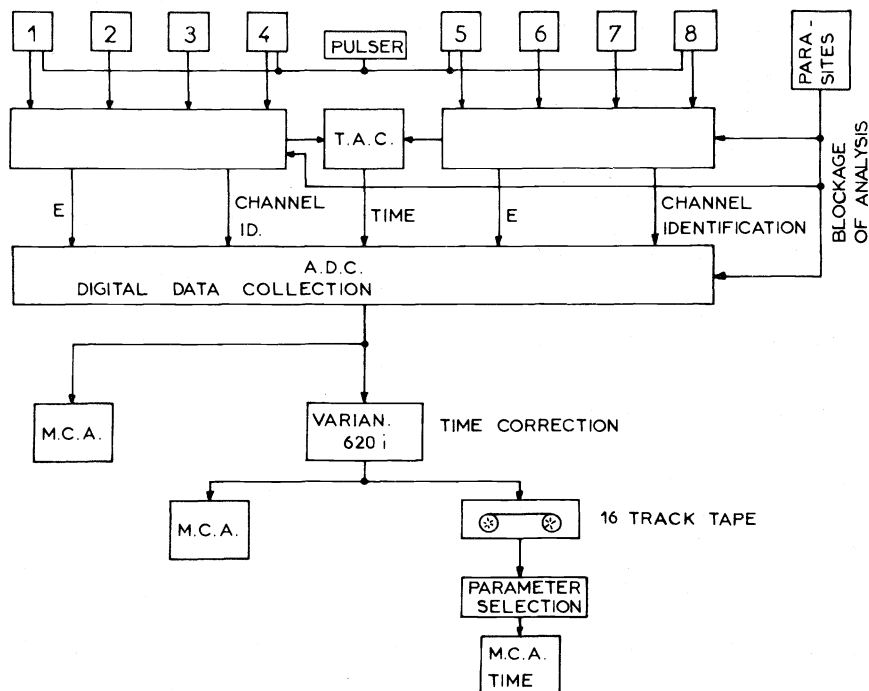 1
2
3
4
PULSER
5
6
7
8
PARA-
SITES
T.A.C.
BLOCKAGE
OF ANALYSIS
E
CHANNEL
ID.
TIME
E
CHANNEL
IDENTIFICATION
A.D.C.
DIGITAL DATA COLLECTION
M.C.A.
VARIAN.
620 i
TIME CORRECTION
M.C.A.
16 TRACK TAPE
PARAMETER
SELECTION
M.C.A.
TIME